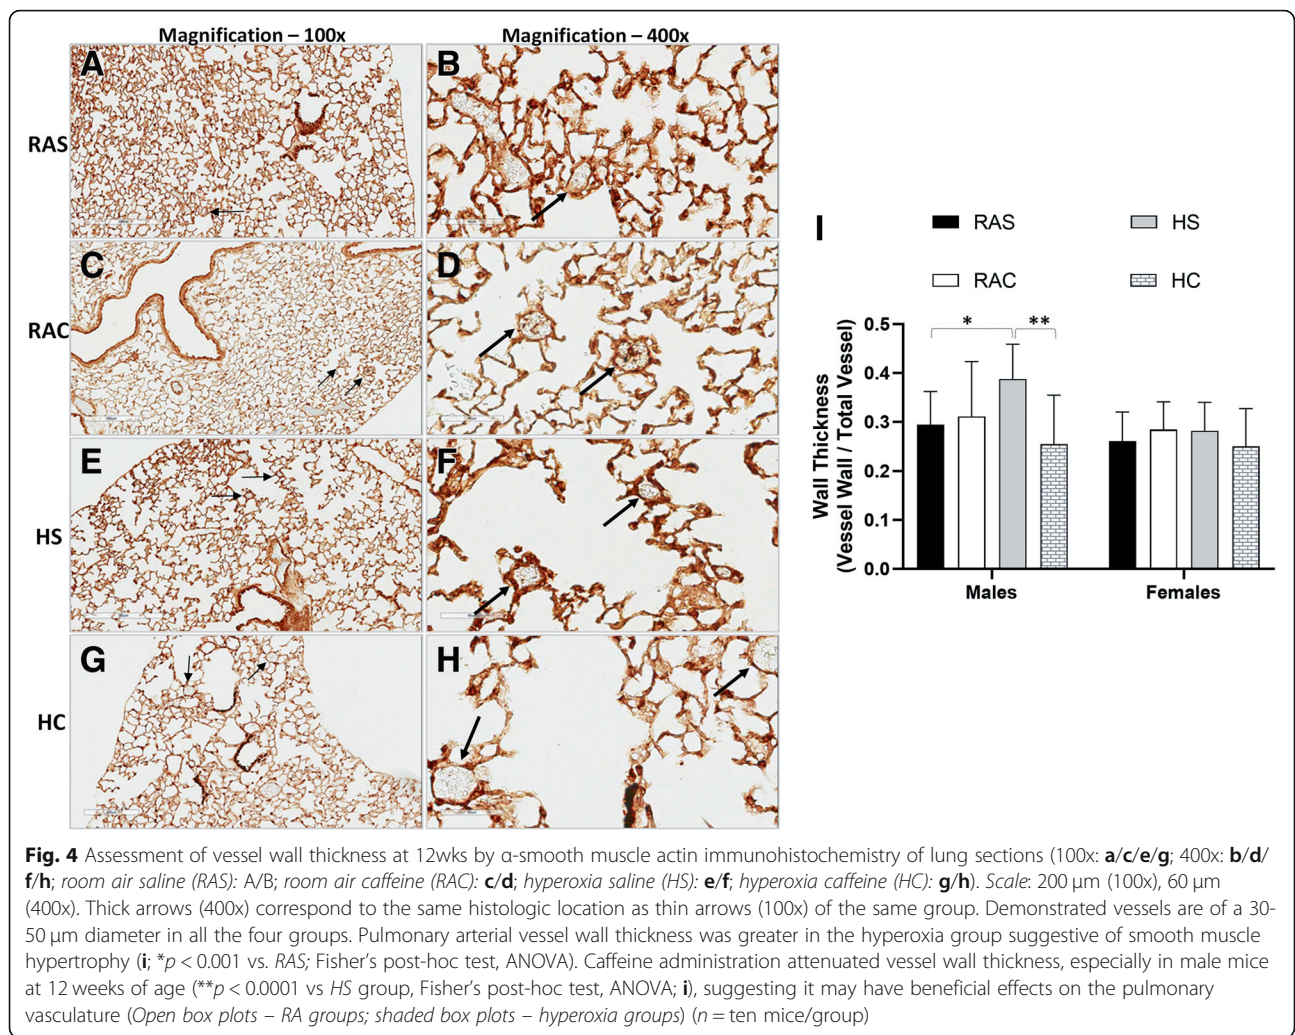 Magnification – 100x
Magnification – 400x
A
B
RAS
C
D
RAC
E
F
HS
G
H
HC
I
RAS
HS
RAC
HC
Wall Thickness
(Vessel Wall / Total Vessel)
0.5
0.4
0.3
0.2
0.1
0.0
*
**
Males
Females
Fig. 4 Assessment of vessel wall thickness at 12wks by α-smooth muscle actin immunohistochemistry of lung sections (100x: a/c/e/g; 400x: b/d/
f/h; room air saline (RAS): A/B; room air caffeine (RAC): c/d; hyperoxia saline (HS): e/f; hyperoxia caffeine (HC): g/h). Scale: 200 μm (100x), 60 μm
(400x). Thick arrows (400x) correspond to the same histologic location as thin arrows (100x) of the same group. Demonstrated vessels are of a 30-
50 μm diameter in all the four groups. Pulmonary arterial vessel wall thickness was greater in the hyperoxia group suggestive of smooth muscle
hypertrophy (i; *p < 0.001 vs. RAS; Fisher's post-hoc test, ANOVA). Caffeine administration attenuated vessel wall thickness, especially in male mice
at 12 weeks of age (**p < 0.0001 vs HS group, Fisher's post-hoc test, ANOVA; i), suggesting it may have beneficial effects on the pulmonary
vasculature (Open box plots – RA groups; shaded box plots – hyperoxia groups) (n = ten mice/group)